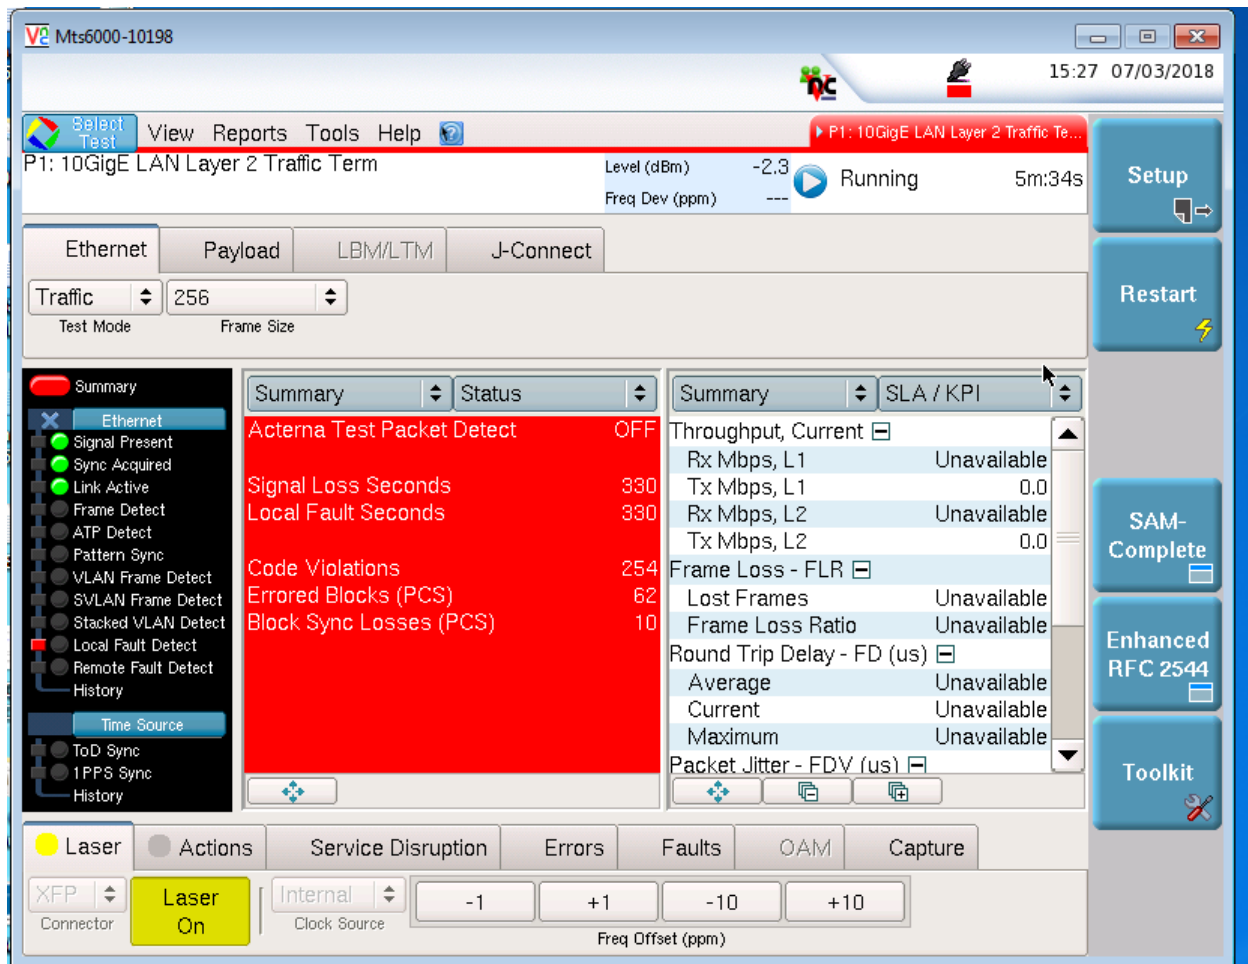 Mts6000-10198
15:27 07/03/2018
Select Test View Reports Tools Help
P1: 10GigE LAN Layer 2 Traffic Te...
P1: 10GigE LAN Layer 2 Traffic Term
Level (dBm) -2.3
Freq Dev (ppm) ---
Running 5m:34s
Setup
Restart
SAM-Complete
Enhanced RFC 2544
Toolkit
Ethernet Payload LBM/LTM J-Connect
Traffic 256
Test Mode Frame Size
Summary
Ethernet
Signal Present
Sync Acquired
Link Active
Frame Detect
ATP Detect
Pattern Sync
VLAN Frame Detect
SVLAN Frame Detect
Stacked VLAN Detect
Local Fault Detect
Remote Fault Detect
History
Time Source
ToD Sync
1PPS Sync
History
Summary Status
Acterna Test Packet Detect OFF
Signal Loss Seconds 330
Local Fault Seconds 330
Code Violations 254
Errored Blocks (PCS) 62
Block Sync Losses (PCS) 10
Summary SLA / KPI
Throughput, Current
Rx Mbps, L1 Unavailable
Tx Mbps, L1 0.0
Rx Mbps, L2 Unavailable
Tx Mbps, L2 0.0
Frame Loss - FLR
Lost Frames Unavailable
Frame Loss Ratio Unavailable
Round Trip Delay - FD (us)
Average Unavailable
Current Unavailable
Maximum Unavailable
Packet Jitter - FDV (us)
Laser Actions Service Disruption Errors Faults OAM Capture
XFP
Connector
Laser On
Internal
Clock Source
-1 +1 -10 +10
Freq Offset (ppm)